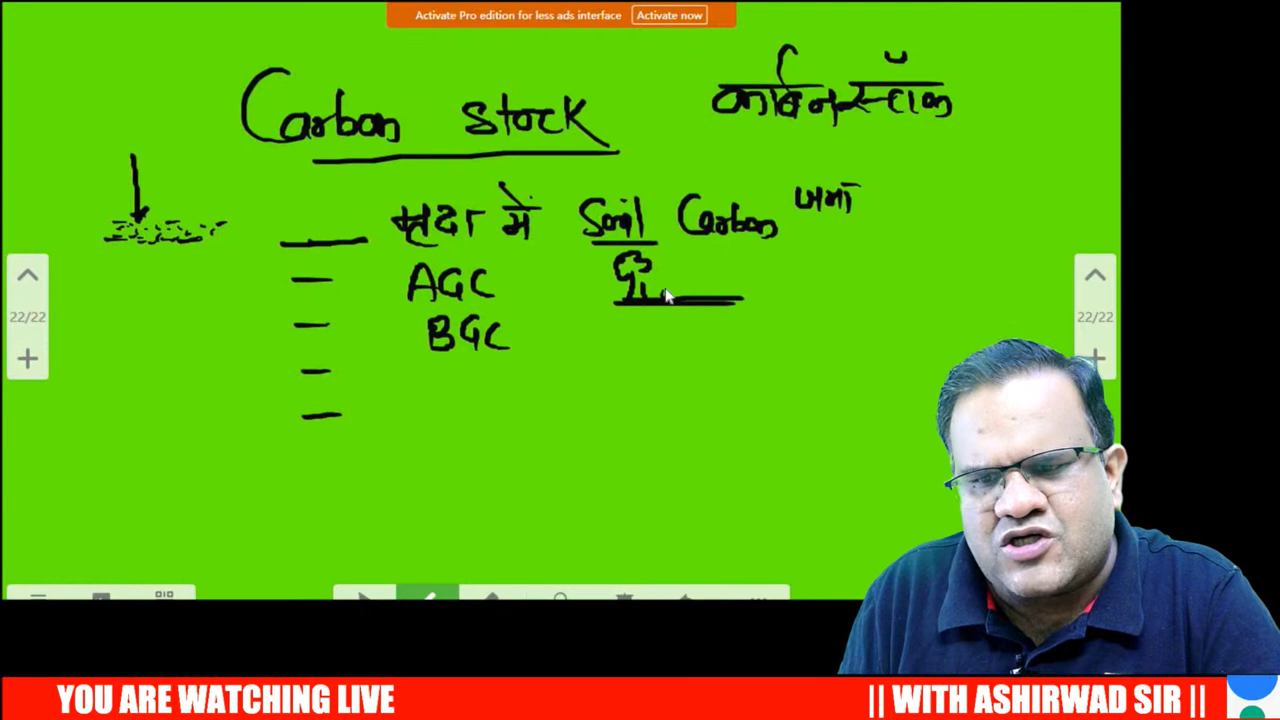 Activate Pro edition for less ads interface Activate now
Carbon stock कार्बन स्टॉक
मृदा में Soil Carbon जमा
AGC
BGC
22/22 22/22
YOU ARE WATCHING LIVE || WITH ASHIRWAD SIR ||